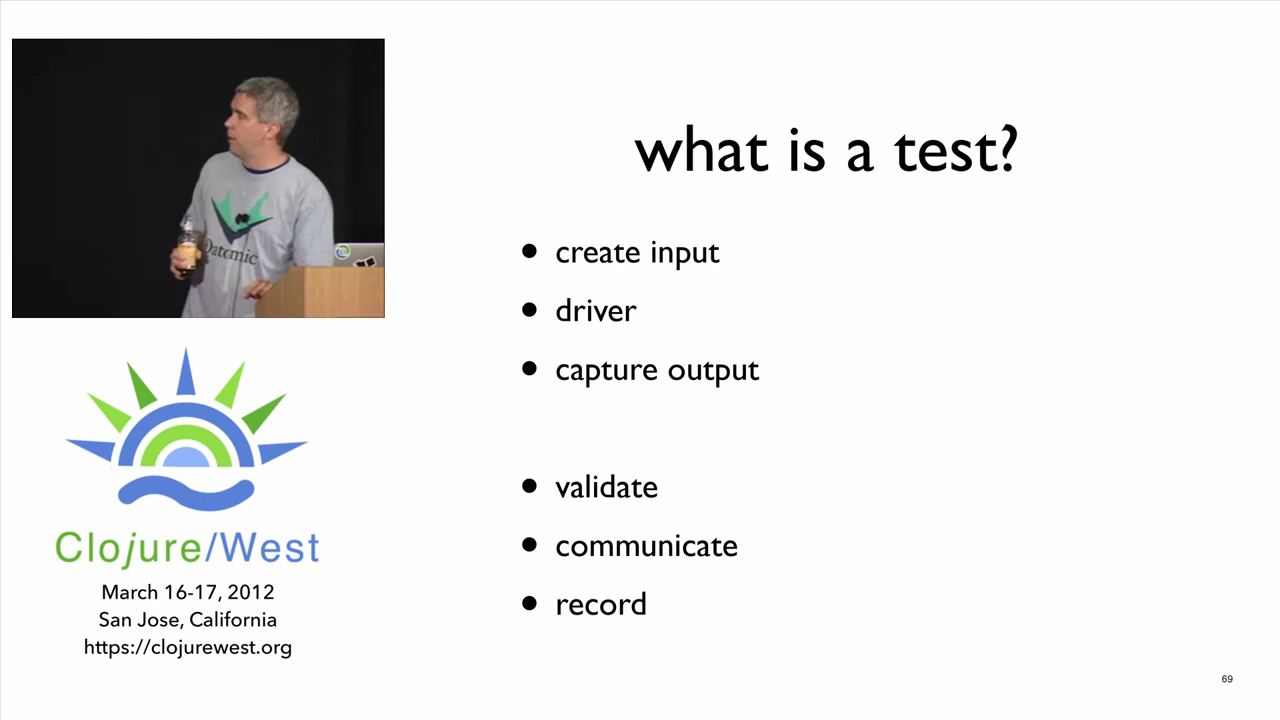 what is a test?
create input
driver
capture output
validate
communicate
record
Datomic
Clojure/West
March 16-17, 2012
San Jose, California
https://clojurewest.org
69